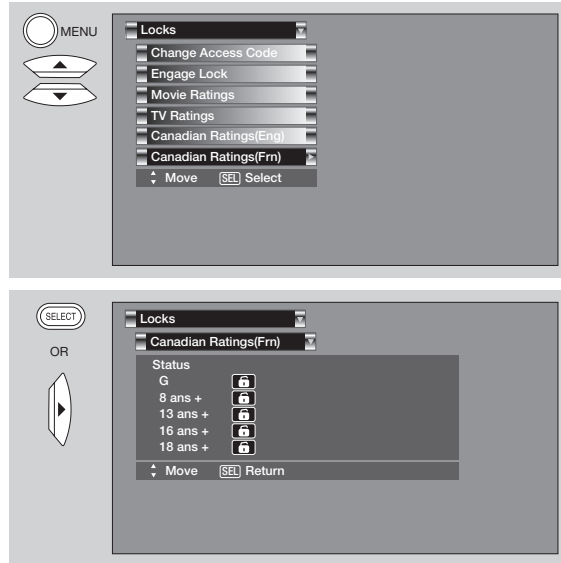 MENU
Locks
Change Access Code
Engage Lock
Movie Ratings
TV Ratings
Canadian Ratings(Eng)
Canadian Ratings(Frn)
Move SEL Select
SELECT
OR
Locks
Canadian Ratings(Frn)
Status
G
8 ans +
13 ans +
16 ans +
18 ans +
Move SEL Return